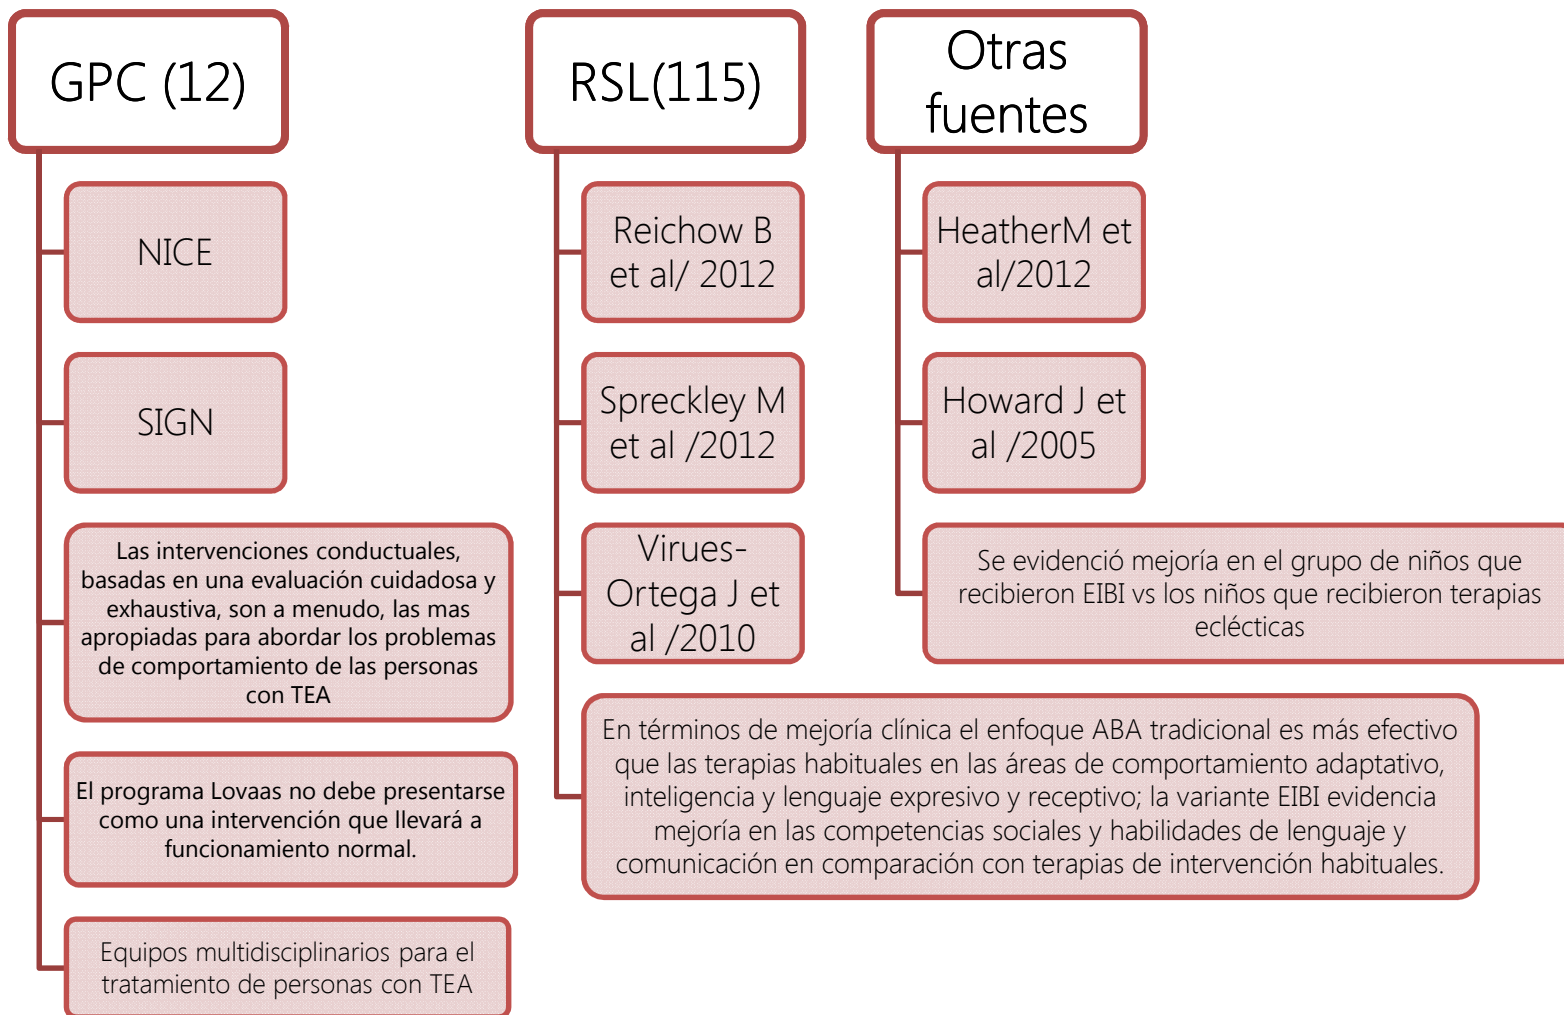 GPC (12)
NICE
SIGN
Las intervenciones conductuales,
basadas en una evaluación cuidadosa y
exhaustiva, son a menudo, las mas
apropiadas para abordar los problemas
de comportamiento de las personas
con TEA
El programa Lovaas no debe presentarse
como una intervención que llevará a
funcionamiento normal.
Equipos multidisciplinarios para el
tratamiento de personas con TEA
RSL(115)
Reichow B
et al/ 2012
Spreckley M
et al /2012
Virues-
Ortega J et
al /2010
En términos de mejoría clínica el enfoque ABA tradicional es más efectivo
que las terapias habituales en las áreas de comportamiento adaptativo,
inteligencia y lenguaje expresivo y receptivo; la variante EIBI evidencia
mejoría en las competencias sociales y habilidades de lenguaje y
comunicación en comparación con terapias de intervención habituales.
Otras
fuentes
HeatherM et
al/2012
Howard J et
al /2005
Se evidenció mejoría en el grupo de niños que
recibieron EIBI vs los niños que recibieron terapias
eclécticas